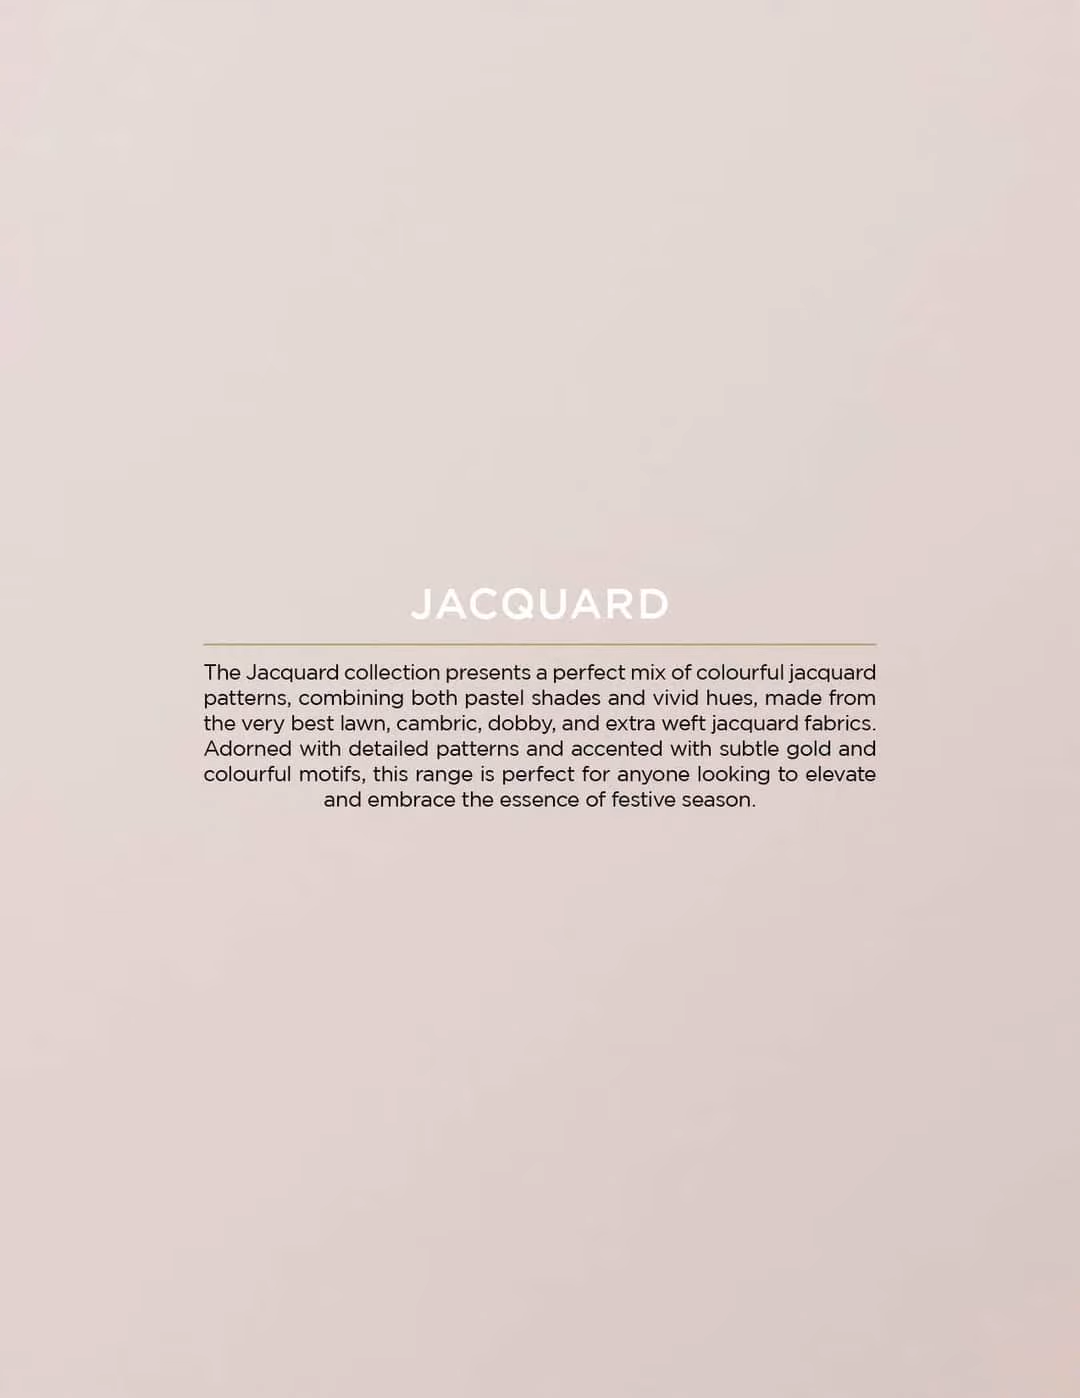 JACQUARD
The Jacquard collection presents a perfect mix of colourful jacquard
patterns, combining both pastel shades and vivid hues, made from
the very best lawn, cambric, dobby, and extra weft jacquard fabrics.
Adorned with detailed patterns and accented with subtle gold and
colourful motifs, this range is perfect for anyone looking to elevate
and embrace the essence of festive season.